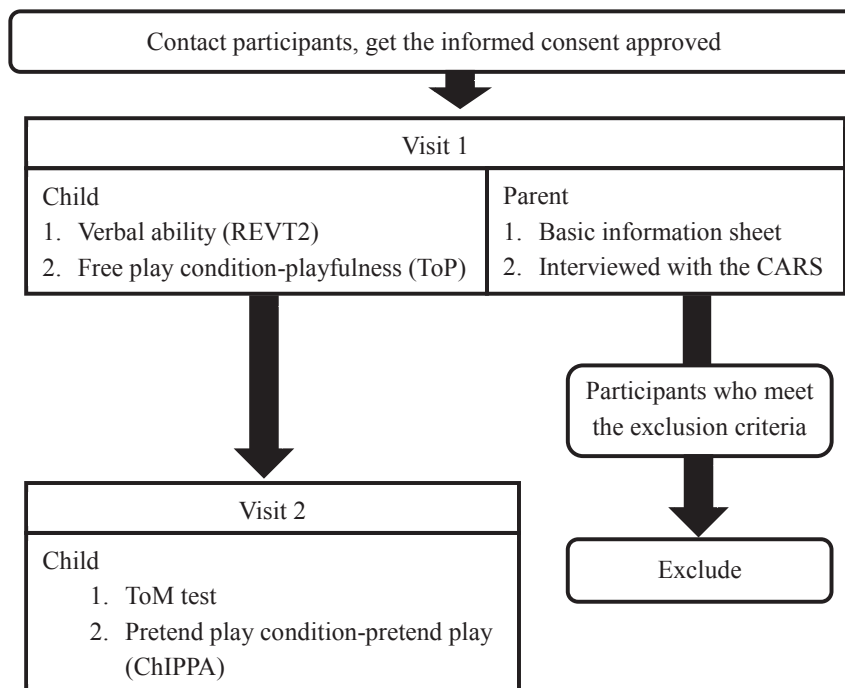 Contact participants, get the informed consent approved
Visit 1
Child
1. Verbal ability (REVT2)
2. Free play condition-playfulness (ToP)
Parent
1. Basic information sheet
2. Interviewed with the CARS
Participants who meet
the exclusion criteria
Exclude
Visit 2
Child
1. ToM test
2. Pretend play condition-pretend play
(ChIPPA)